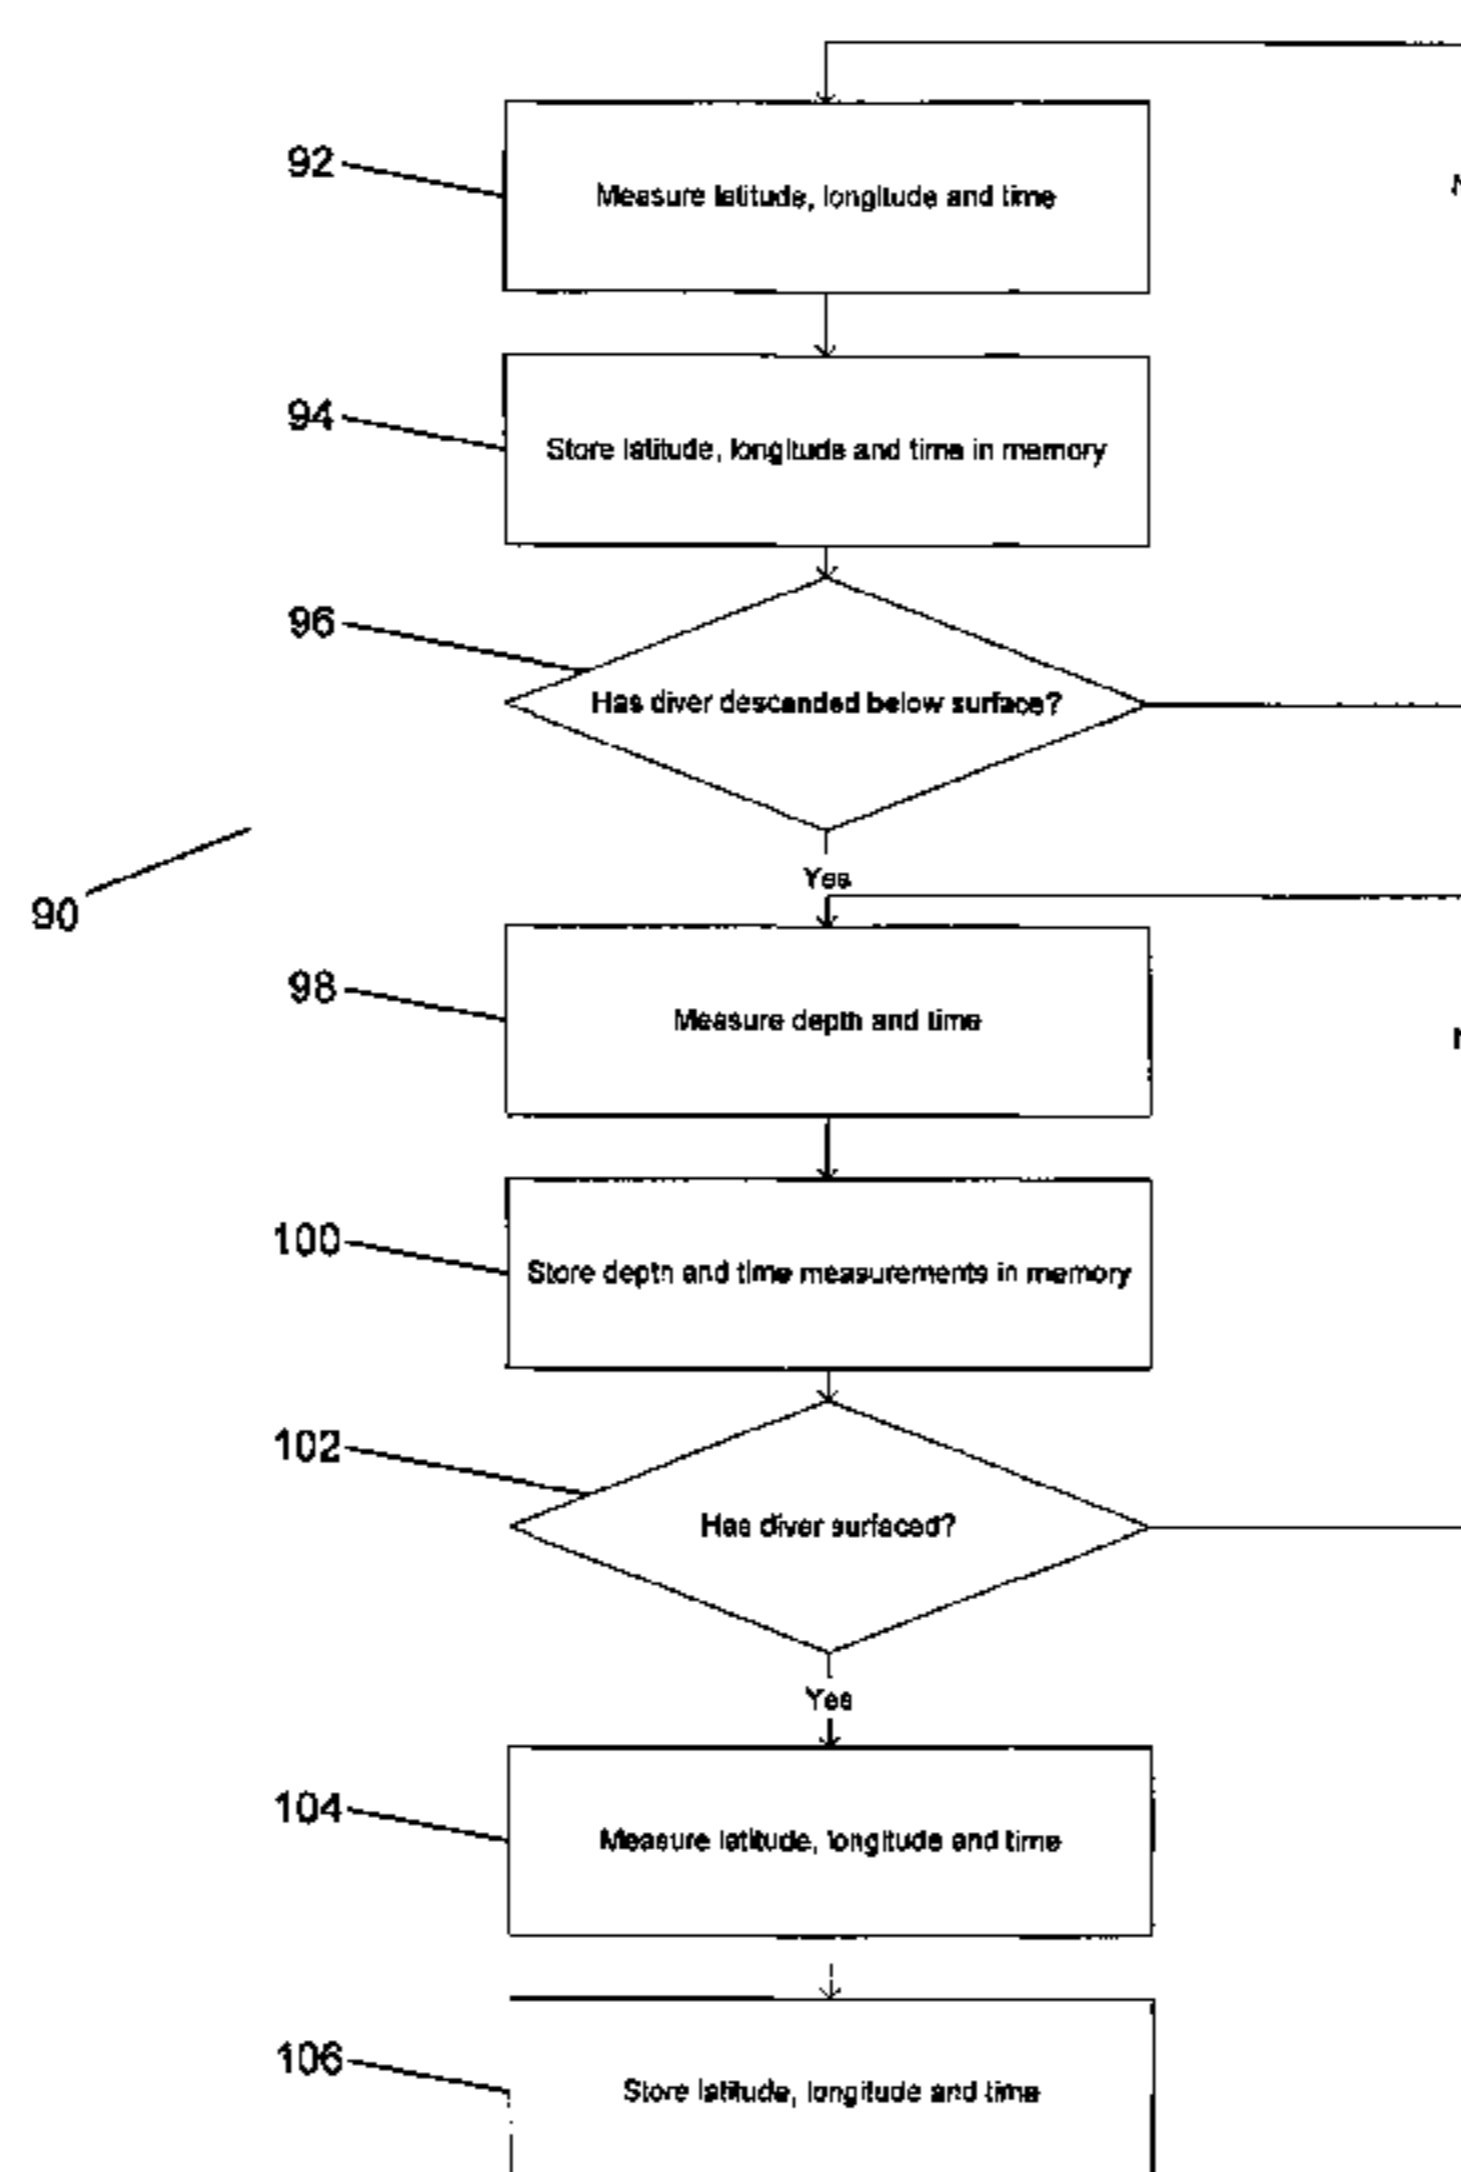 92
Measure latitude, longitude and time
94
Store latitude, longitude and time in memory
96
Has diver descended below surface?
Yes
90
98
Measure depth and time
100
Store depth and time measurements in memory
102
Has diver surfaced?
Yes
104
Measure latitude, longitude and time
106
Store latitude, longitude and time